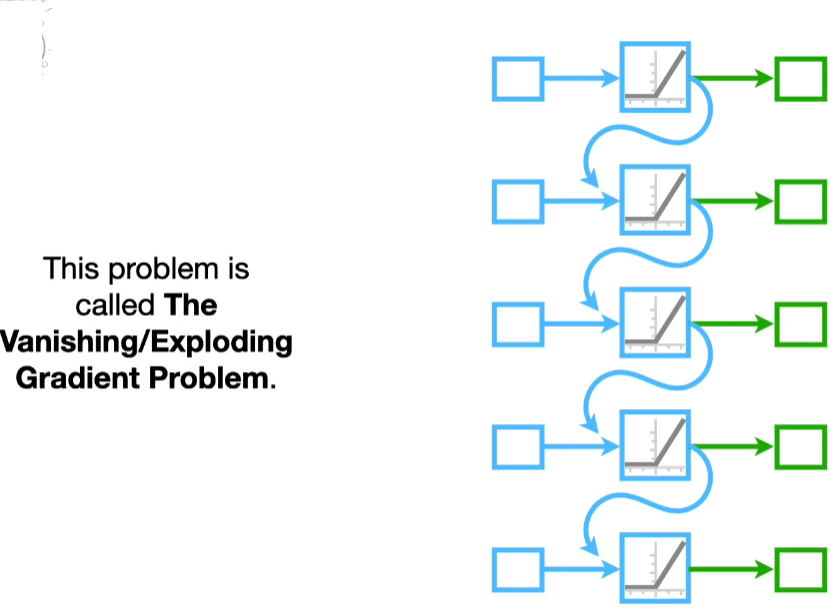 This problem is
called The
Vanishing/Exploding
Gradient Problem.